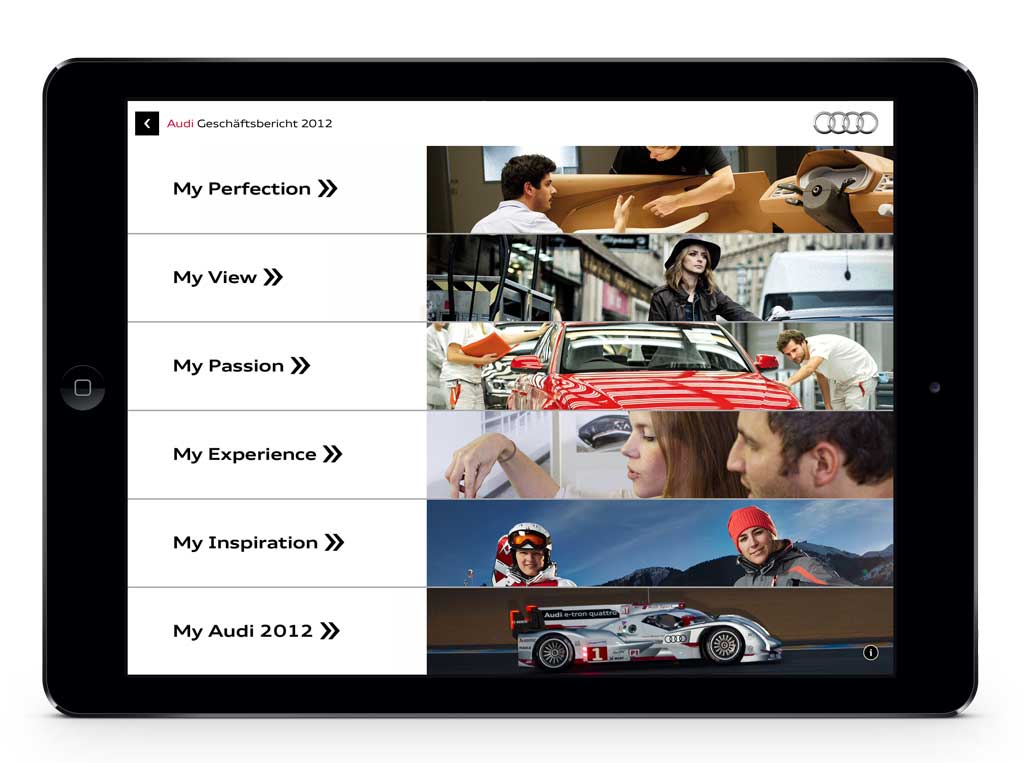 Audi Geschäftsbericht 2012
My Perfection
My View
My Passion
My Experience
My Inspiration
My Audi 2012
Audi e-tron quattro
1
i